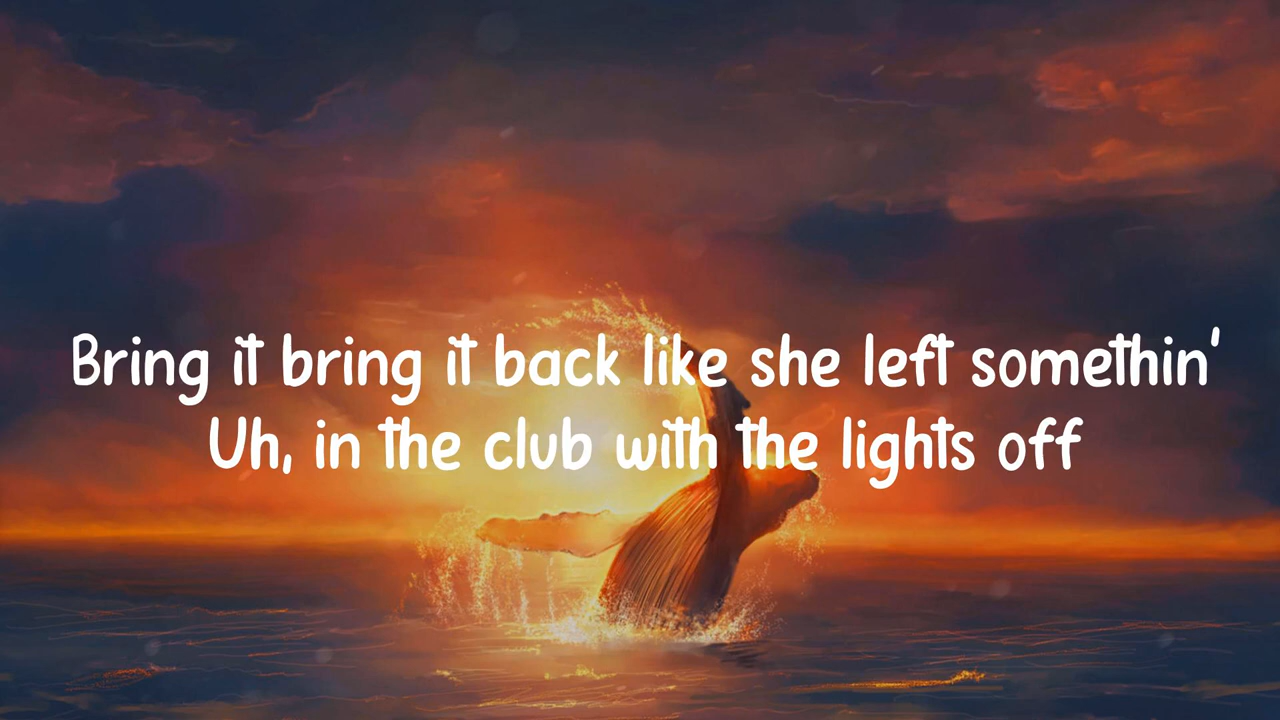 Bring it bring it back like she left somethin'
Uh, in the club with the lights off